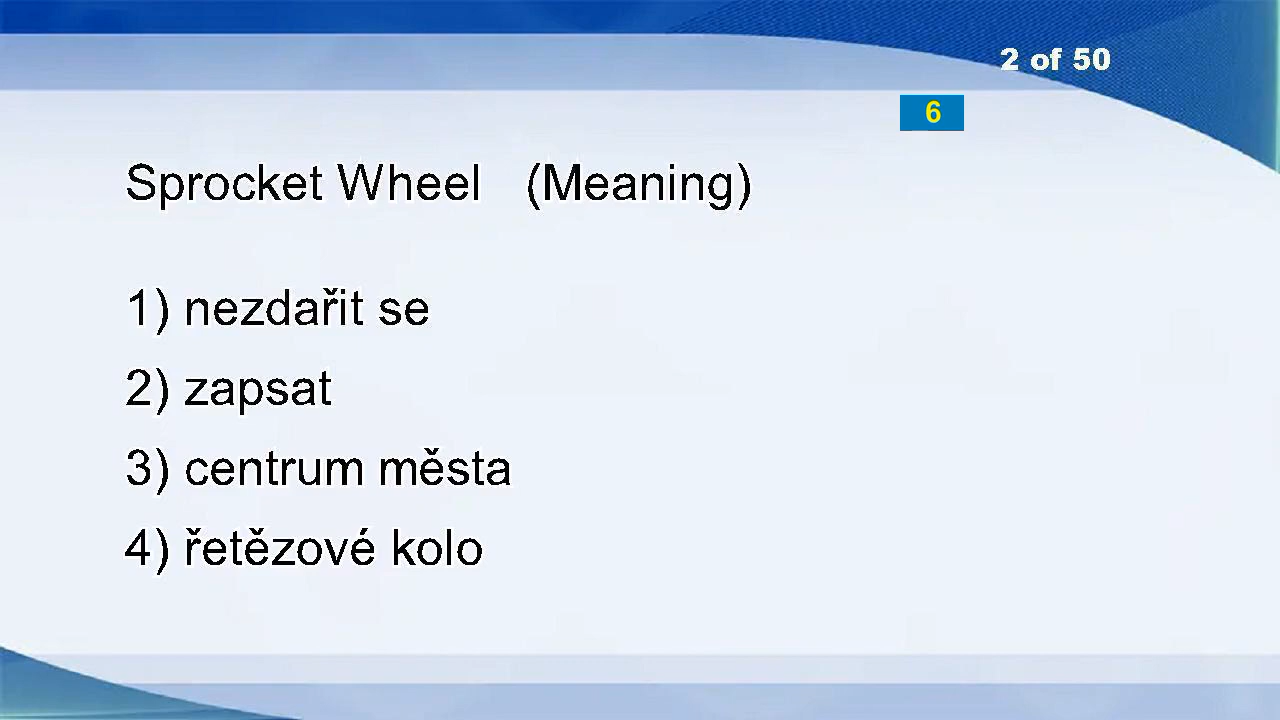 2 of 50
6
Sprocket Wheel (Meaning)
1) nezdařit se
2) zapsat
3) centrum města
4) řetězové kolo